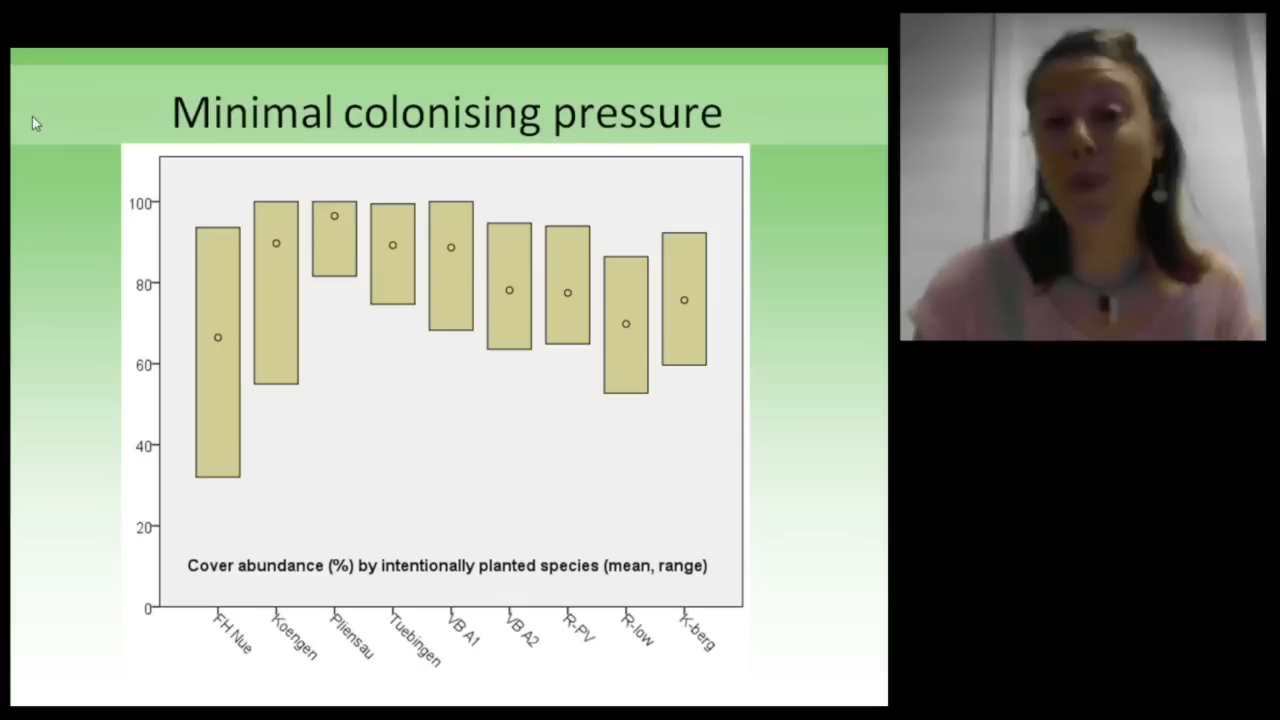 Minimal colonising pressure
100
80
60
40
20
0
Cover abundance (%) by intentionally planted species (mean, range)
FH Nue
Koengen
Pliensau
Tuebingen
VB A1
VB A2
R-PV
R-low
K-berg